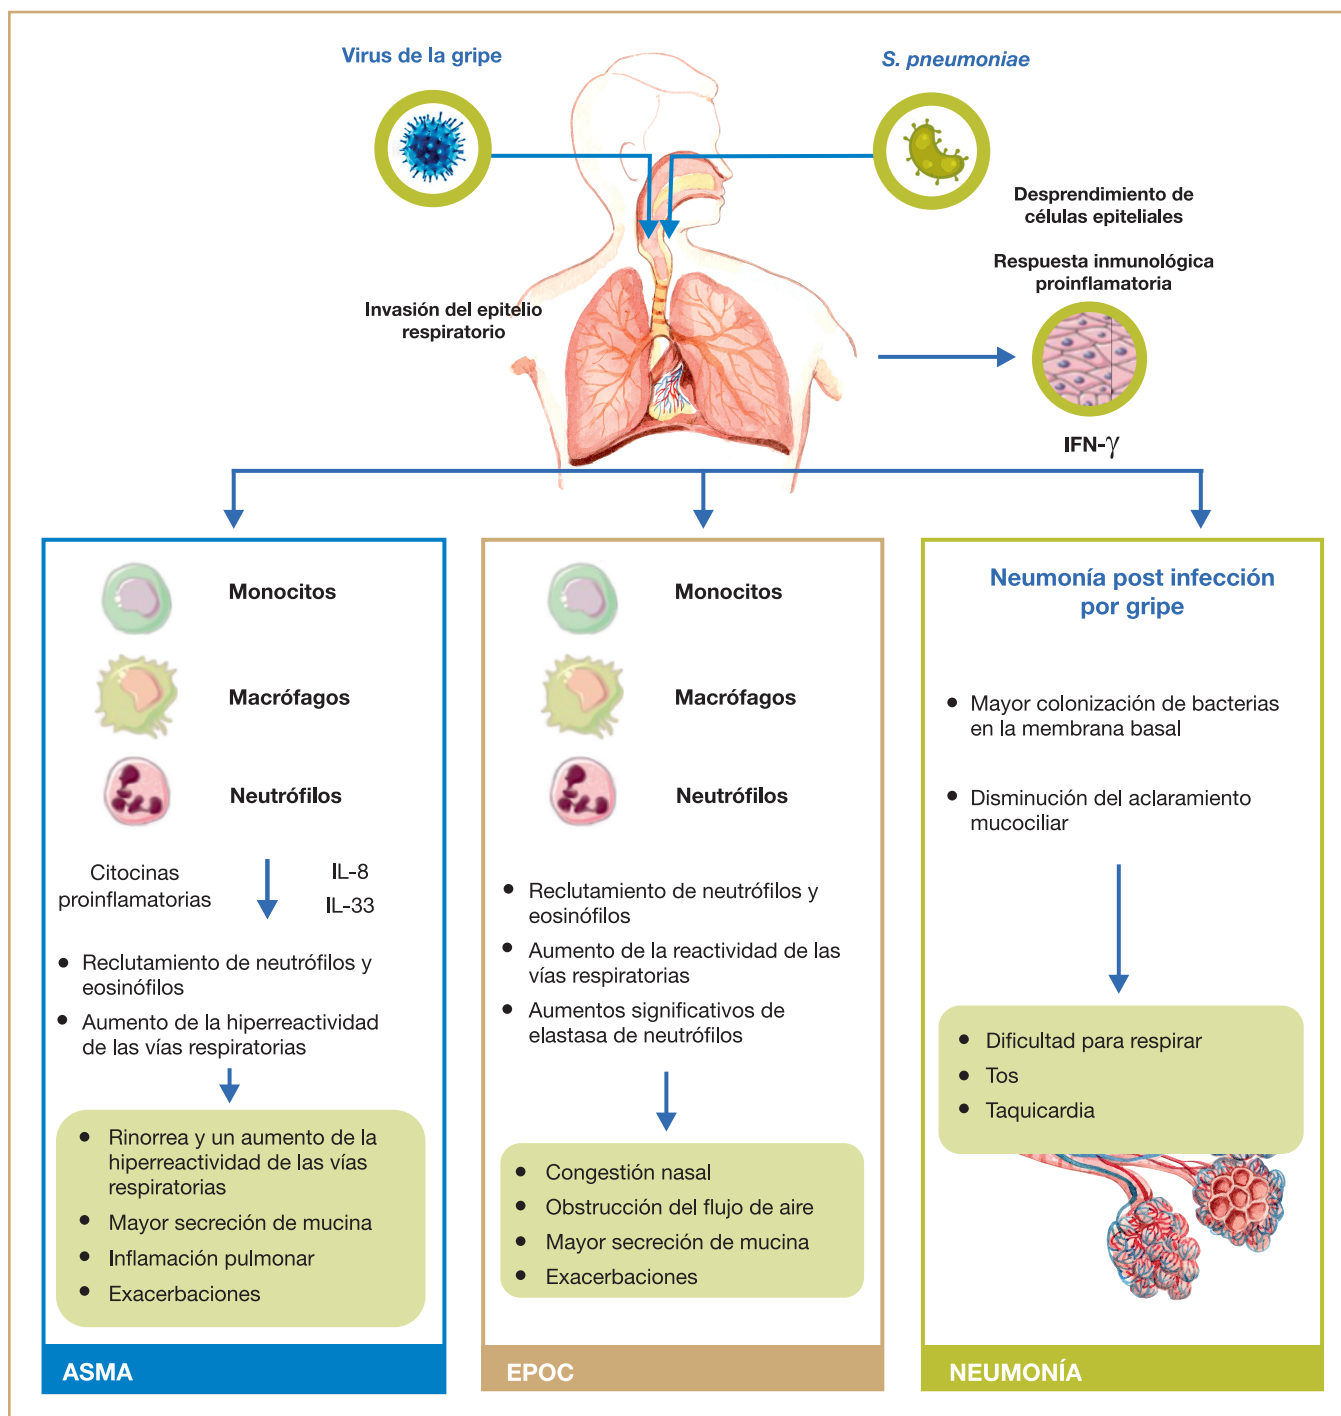 Virus de la gripe
S. pneumoniae
Desprendimiento de
células epiteliales
Respuesta inmunológica
proinflamatoria
Invasión del epitelio
respiratorio
IFN-γ
Monocitos
Macrófagos
Neutrófilos
Citocinas
proinflamatorias
IL-8
IL-33
• Reclutamiento de neutrófilos y
eosinófilos
• Aumento de la hiperreactividad
de las vías respiratorias
• Rinorrea y un aumento de la
hiperreactividad de las vías
respiratorias
• Mayor secreción de mucina
• Inflamación pulmonar
• Exacerbaciones
ASMA
Monocitos
Macrófagos
Neutrófilos
• Reclutamiento de neutrófilos y
eosinófilos
• Aumento de la reactividad de las
vías respiratorias
• Aumentos significativos de
elastasa de neutrófilos
• Congestión nasal
• Obstrucción del flujo de aire
• Mayor secreción de mucina
• Exacerbaciones
EPOC
Neumonía post infección
por gripe
• Mayor colonización de bacterias
en la membrana basal
• Disminución del aclaramiento
mucociliar
• Dificultad para respirar
• Tos
• Taquicardia
NEUMONÍA